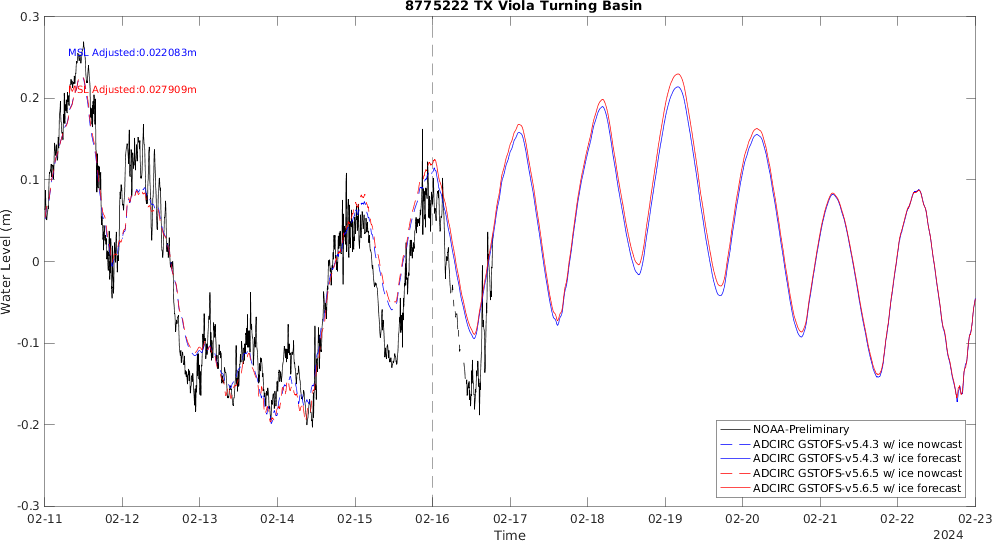 8775222 TX Viola Turning Basin
0.3
0.2
0.1
0
-0.1
-0.2
-0.3
Water Level (m)
MSL Adjusted:0.022083m
MSL Adjusted:0.027909m
NOAA-Preliminary
ADCIRC GSTOFS-v5.4.3 w/ ice nowcast
ADCIRC GSTOFS-v5.4.3 w/ ice forecast
ADCIRC GSTOFS-v5.6.5 w/ ice nowcast
ADCIRC GSTOFS-v5.6.5 w/ ice forecast
02-11 02-12 02-13 02-14 02-15 02-16 02-17 02-18 02-19 02-20 02-21 02-22 02-23
Time
2024